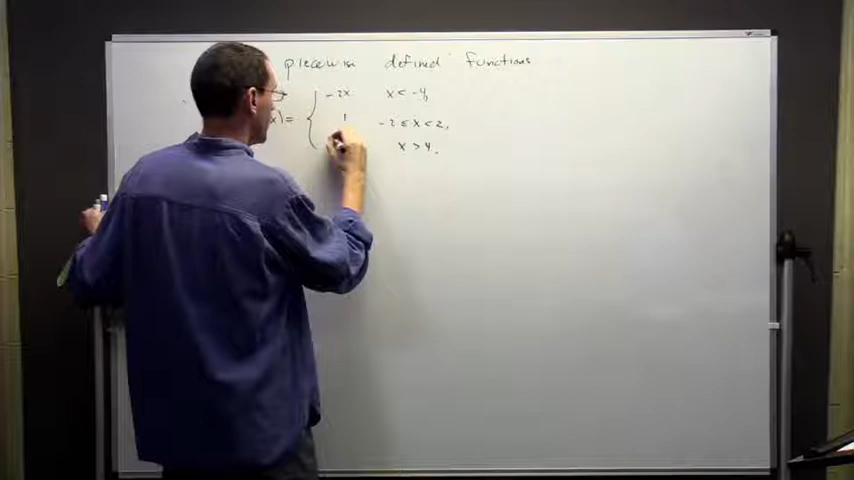 piecewise defined functions
-2x x < -4,
x) = { 1 -2 ≤ x < 2,
x > 4.